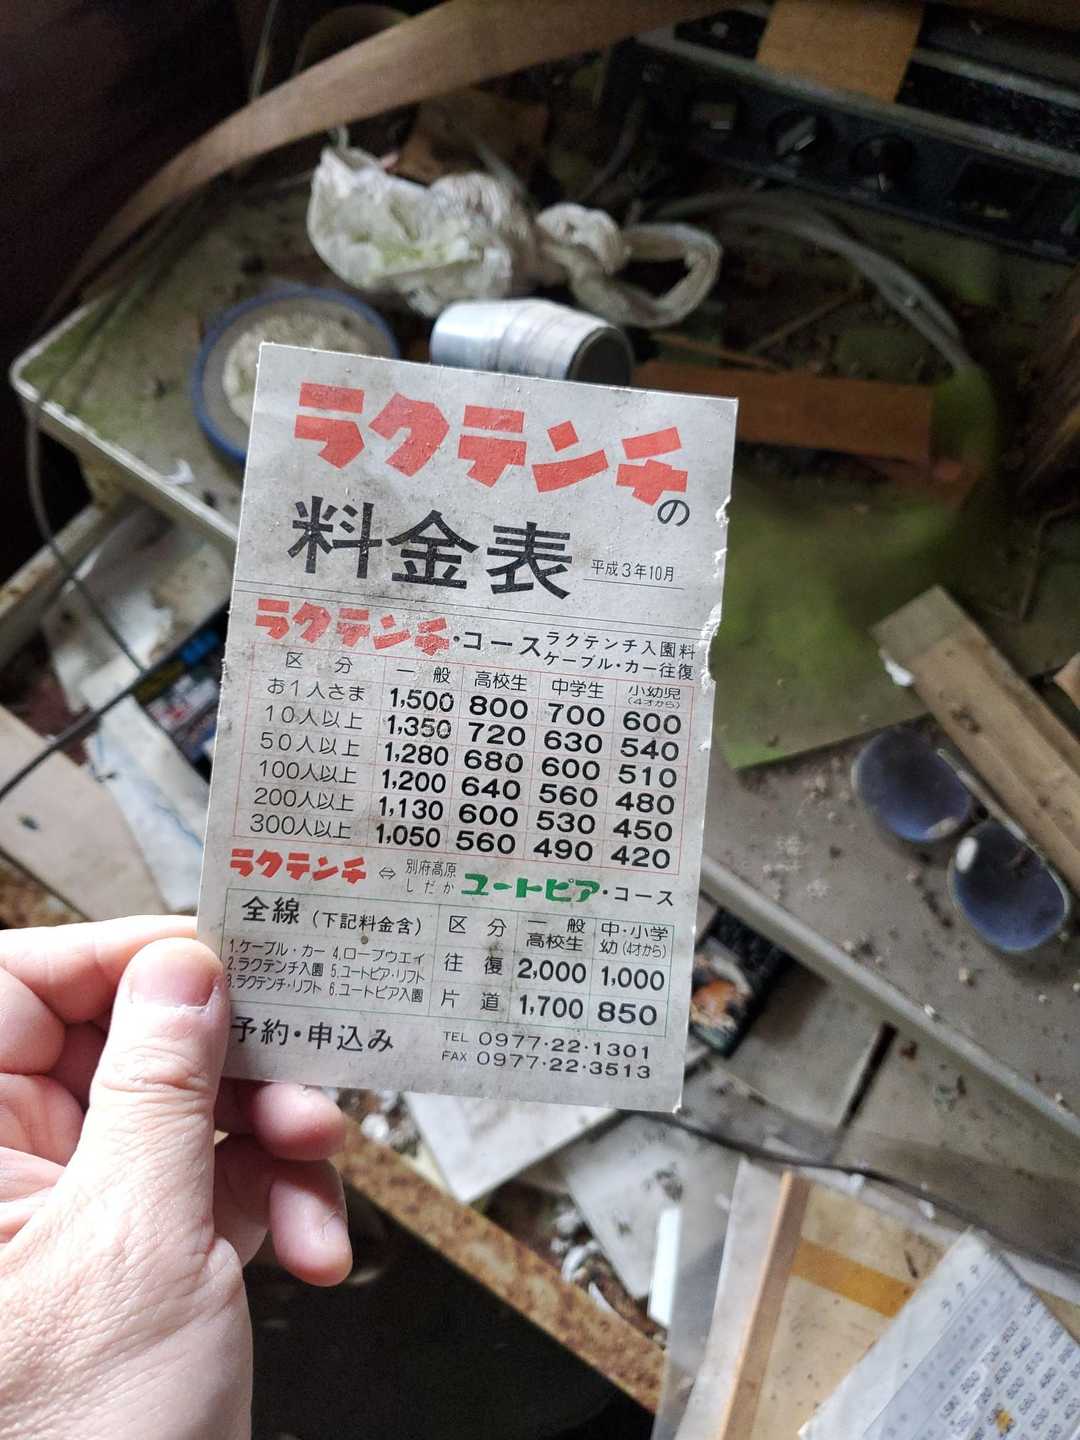 ラクテンチの
料金表 平成3年10月
ラクテンチ・コース ラクテンチ入園料
ケーブル・カー往復
区分 一般 高校生 中学生 小幼児(4才から)
お1人さま 1,500 800 700 600
10人以上 1,350 720 630 540
50人以上 1,280 680 600 510
100人以上 1,200 640 560 480
200人以上 1,130 600 530 450
300人以上 1,050 560 490 420
ラクテンチ⇔別府高原しだかユートピア・コース
全線(下記料金含) 区分 一般高校生 中・小学幼(4才から)
1.ケーブル・カー 4.ロープウエイ
2.ラクテンチ入園 5.ユートピア・リフト
3.ラクテンチ・リフト 6.ユートピア入園
往復 2,000 1,000
片道 1,700 850
予約・申込み TEL 0977・22・1301
FAX 0977・22・3513